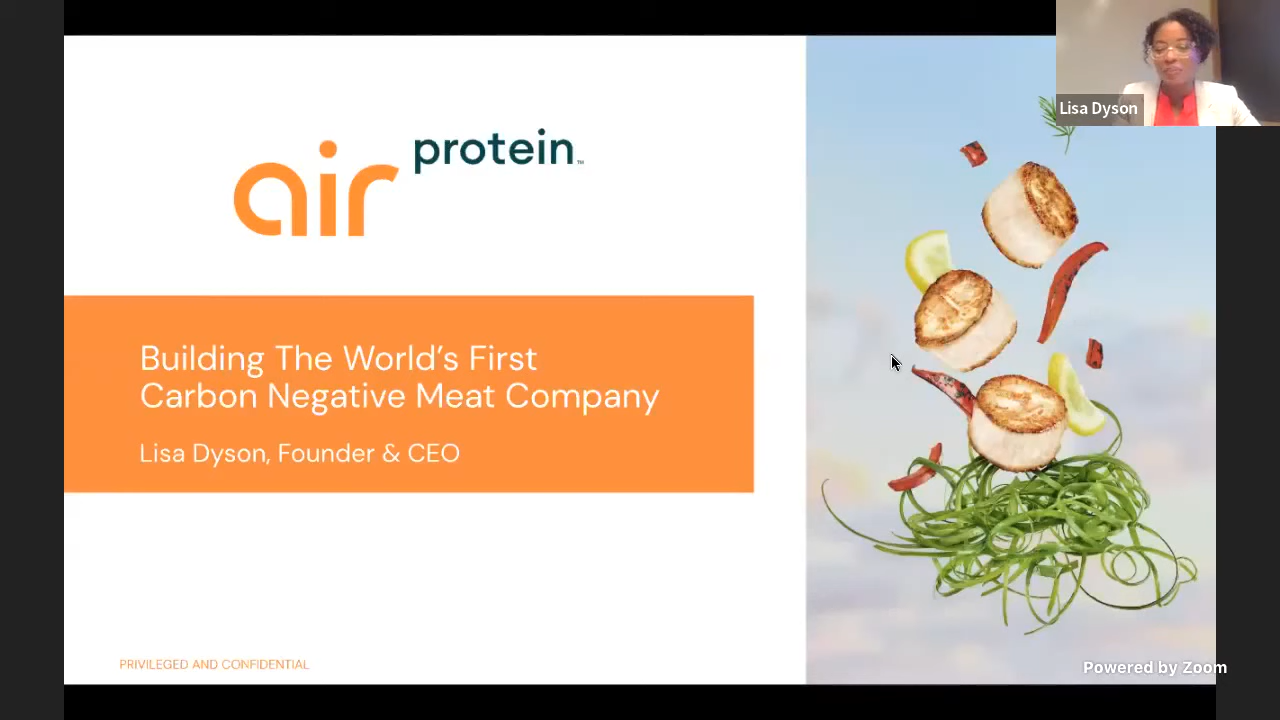 air protein™
Building The World's First
Carbon Negative Meat Company
Lisa Dyson, Founder & CEO
PRIVILEGED AND CONFIDENTIAL
Lisa Dyson
Powered by Zoom